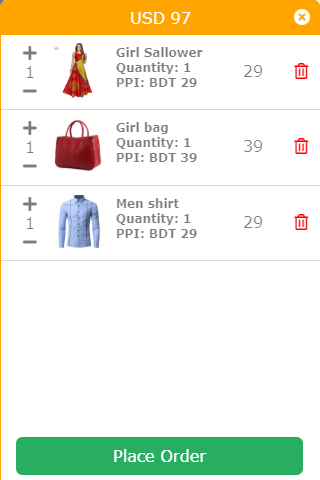 USD 97
Girl Sallower
Quantity: 1
PPI: BDT 29
1
29
Girl bag
Quantity: 1
PPI: BDT 39
1
39
Men shirt
Quantity: 1
PPI: BDT 29
1
29
Place Order